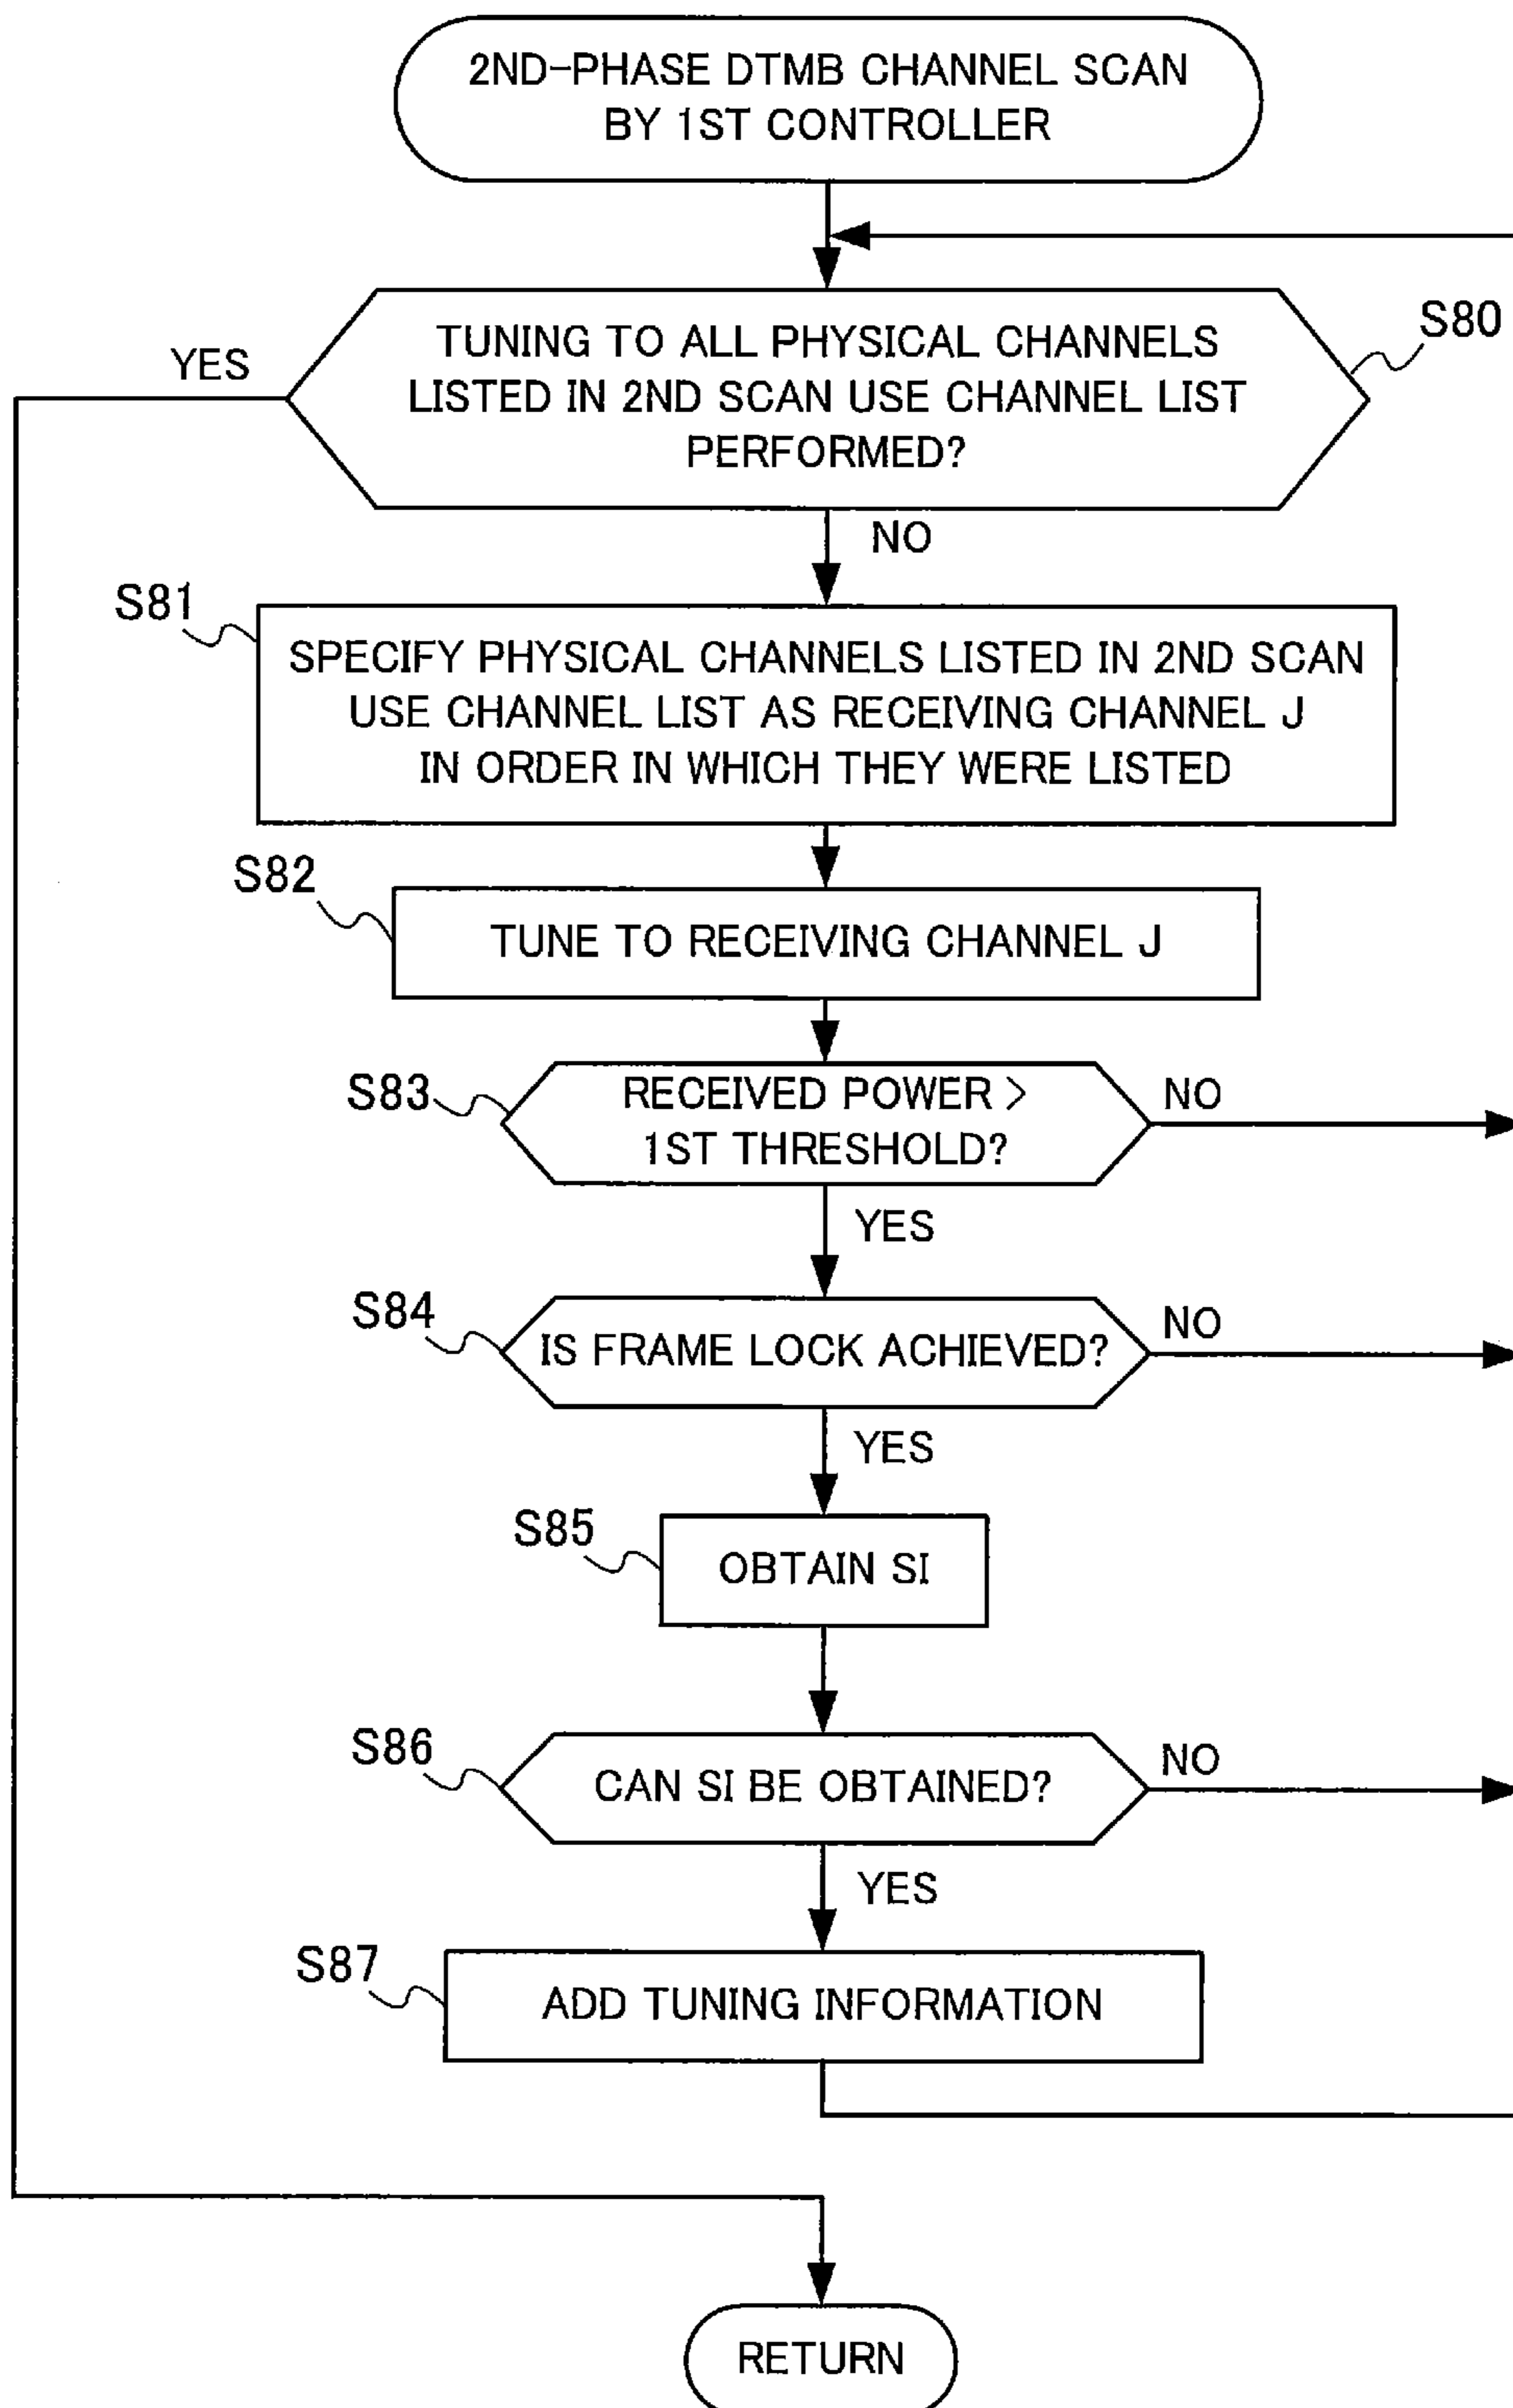 2ND-PHASE DTMB CHANNEL SCAN
BY 1ST CONTROLLER
S80
YES
TUNING TO ALL PHYSICAL CHANNELS
LISTED IN 2ND SCAN USE CHANNEL LIST
PERFORMED?
NO
S81
SPECIFY PHYSICAL CHANNELS LISTED IN 2ND SCAN
USE CHANNEL LIST AS RECEIVING CHANNEL J
IN ORDER IN WHICH THEY WERE LISTED
S82
TUNE TO RECEIVING CHANNEL J
S83
RECEIVED POWER >
1ST THRESHOLD?
NO
YES
S84
IS FRAME LOCK ACHIEVED?
NO
YES
S85
OBTAIN SI
S86
CAN SI BE OBTAINED?
NO
YES
S87
ADD TUNING INFORMATION
RETURN